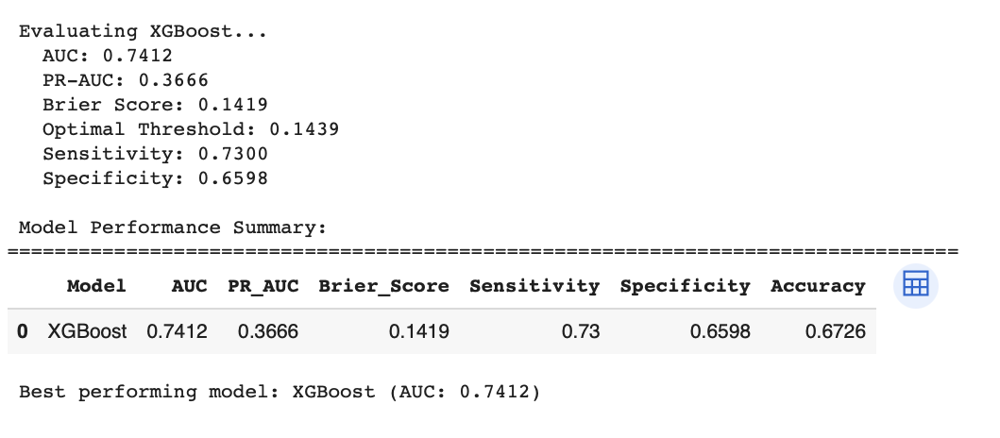 Evaluating XGBoost...
AUC: 0.7412
PR-AUC: 0.3666
Brier Score: 0.1419
Optimal Threshold: 0.1439
Sensitivity: 0.7300
Specificity: 0.6598
Model Performance Summary:
================================================================================
Model AUC PR_AUC Brier_Score Sensitivity Specificity Accuracy
0 XGBoost 0.7412 0.3666 0.1419 0.73 0.6598 0.6726
Best performing model: XGBoost (AUC: 0.7412)